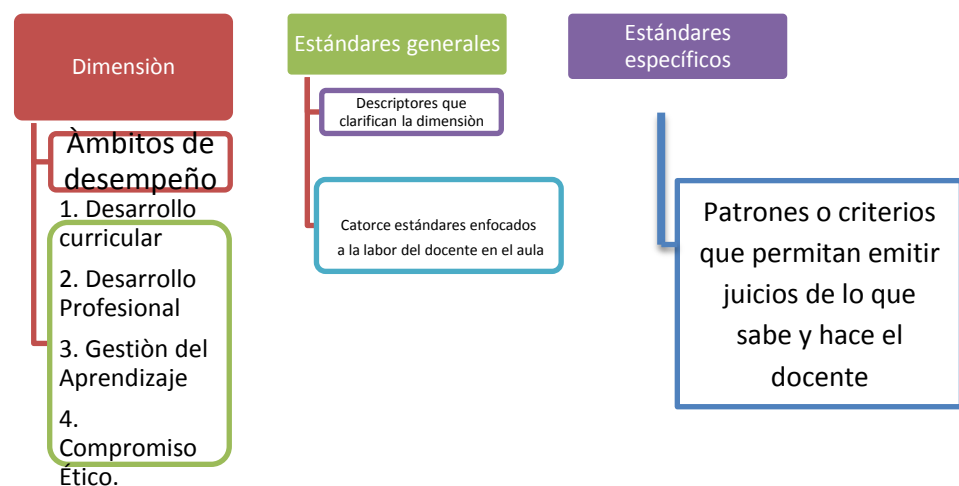 Dimensiòn
Àmbitos de
desempeño
1. Desarrollo
curricular
2. Desarrollo
Profesional
3. Gestiòn del
Aprendizaje
4.
Compromiso
Ético.
Estándares generales
Descriptores que
clarifican la dimensiòn
Catorce estándares enfocados
a la labor del docente en el aula
Estándares
específicos
Patrones o criterios
que permitan emitir
juicios de lo que
sabe y hace el
docente